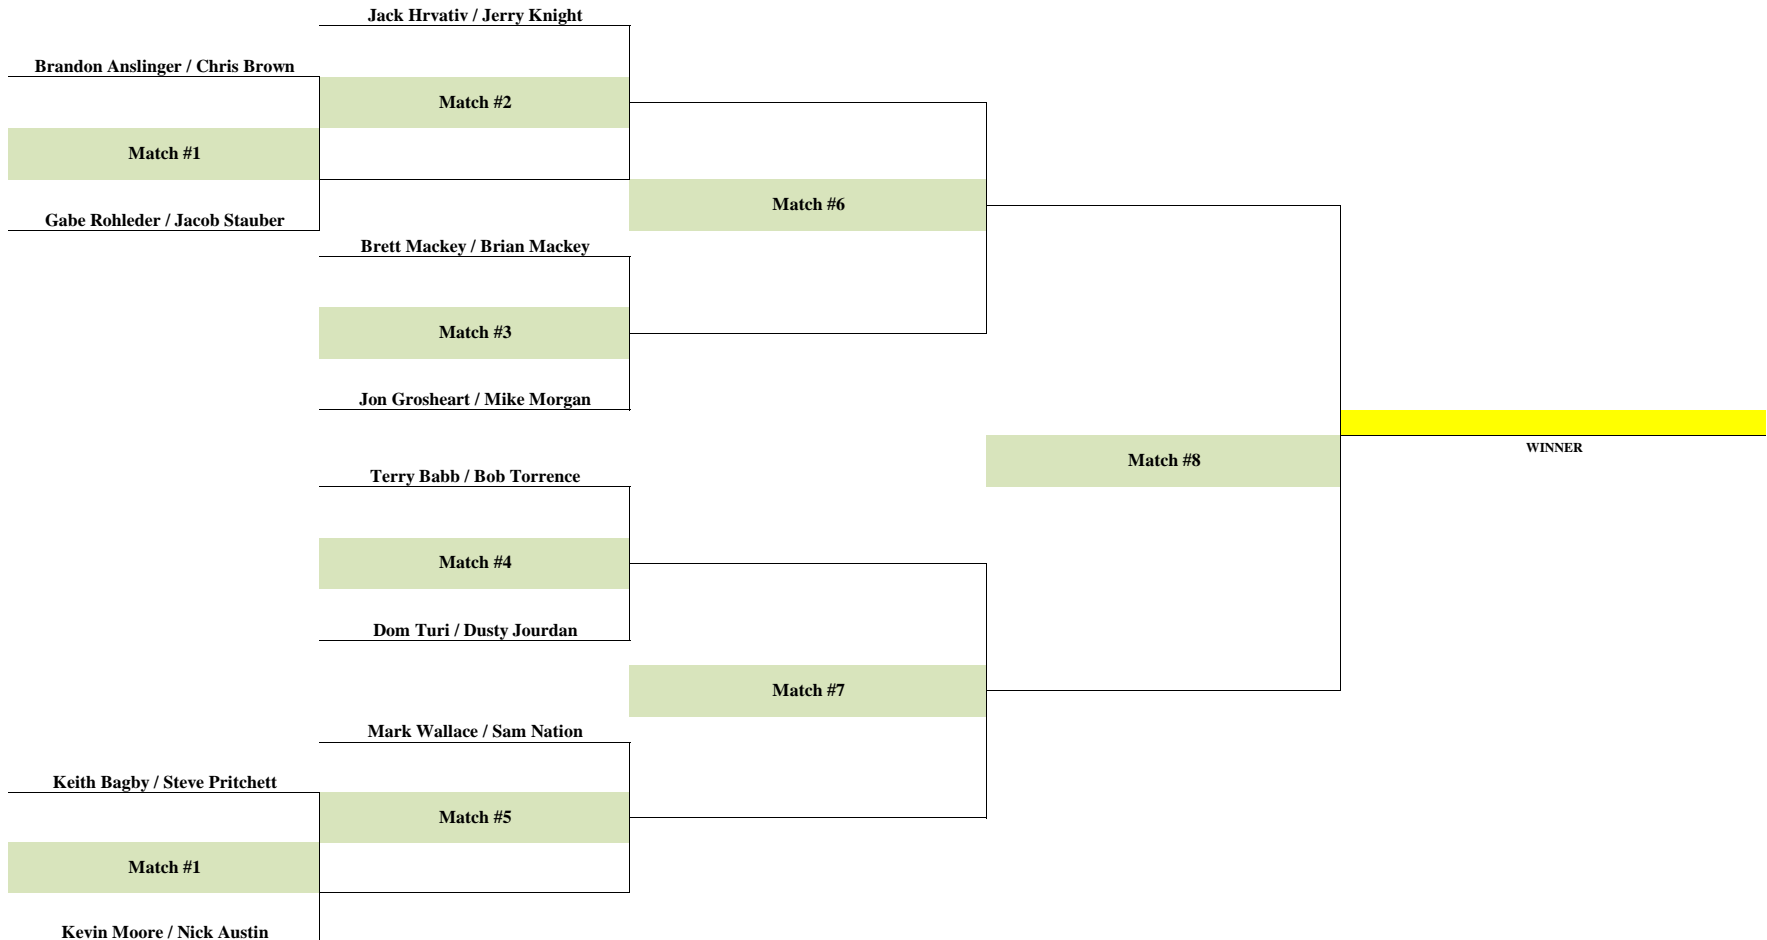 Jack Hrvativ / Jerry Knight
Brandon Anslinger / Chris Brown
Match #2
Match #1
Match #6
Gabe Rohleder / Jacob Stauber
Brett Mackey / Brian Mackey
Match #3
Jon Grosheart / Mike Morgan
WINNER
Match #8
Terry Babb / Bob Torrence
Match #4
Dom Turi / Dusty Jourdan
Match #7
Mark Wallace / Sam Nation
Keith Bagby / Steve Pritchett
Match #5
Match #1
Kevin Moore / Nick Austin